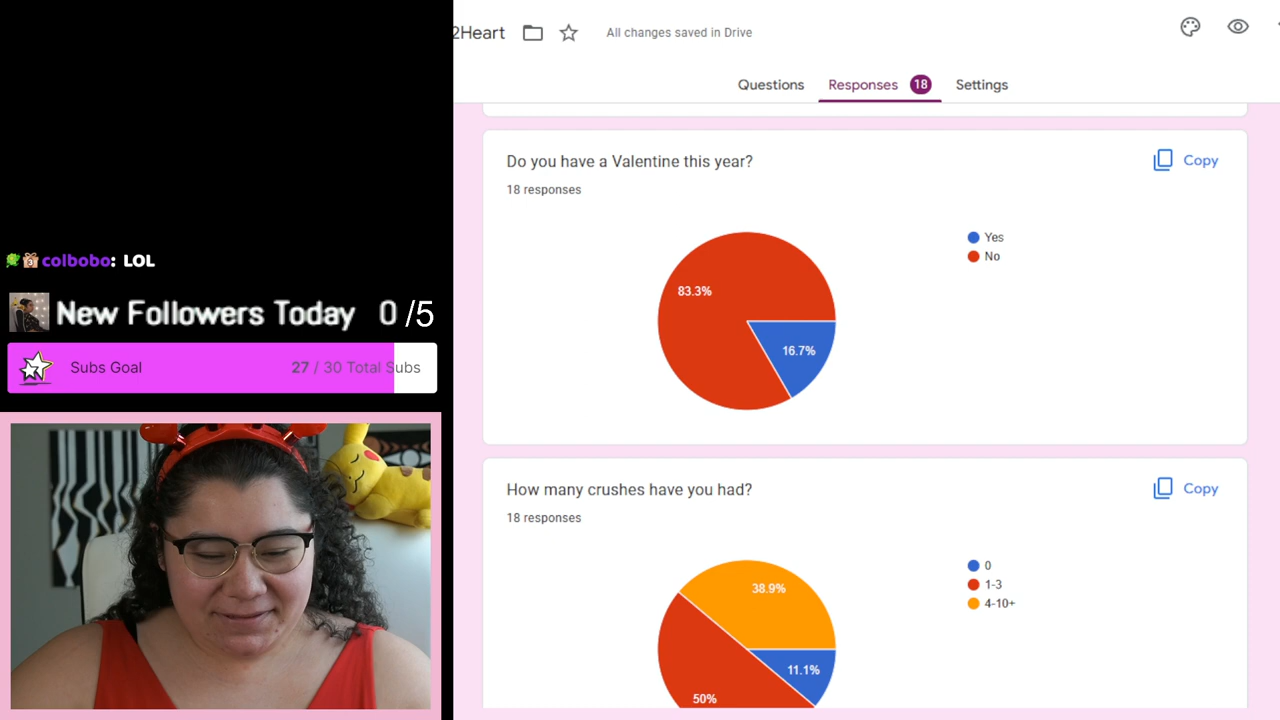 colbobo: LOL
New Followers Today 0 /5
Subs Goal 27 / 30 Total Subs
2Heart
All changes saved in Drive
Questions Responses 18 Settings
Do you have a Valentine this year?
Copy
18 responses
Yes
No
83.3%
16.7%
How many crushes have you had?
Copy
18 responses
0
1-3
4-10+
38.9%
11.1%
50%